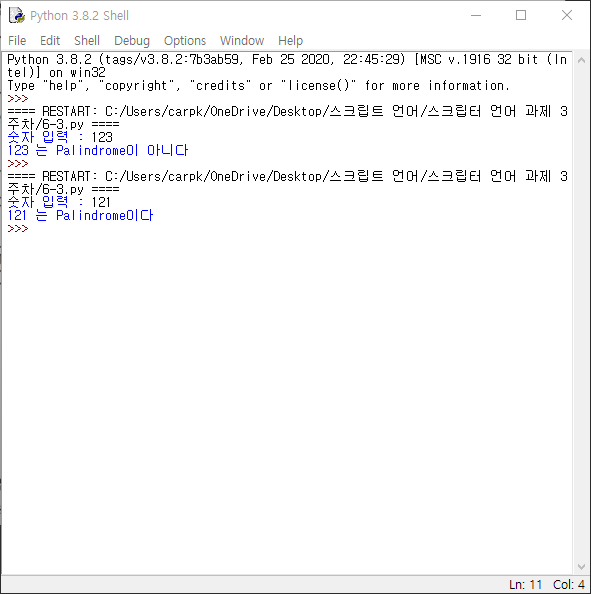 Python 3.8.2 Shell
File Edit Shell Debug Options Window Help
Python 3.8.2 (tags/v3.8.2:7b3ab59, Feb 25 2020, 22:45:29) [MSC v.1916 32 bit (In
tel)] on win32
Type "help", "copyright", "credits" or "license()" for more information.
>>>
==== RESTART: C:/Users/carpk/OneDrive/Desktop/스크립트 언어/스크립터 언어 과제 3
주차/6-3.py ====
숫자 입력 : 123
123 는 Palindrome이 아니다
>>>
==== RESTART: C:/Users/carpk/OneDrive/Desktop/스크립트 언어/스크립터 언어 과제 3
주차/6-3.py ====
숫자 입력 : 121
121 는 Palindrome이다
>>>
Ln: 11 Col: 4